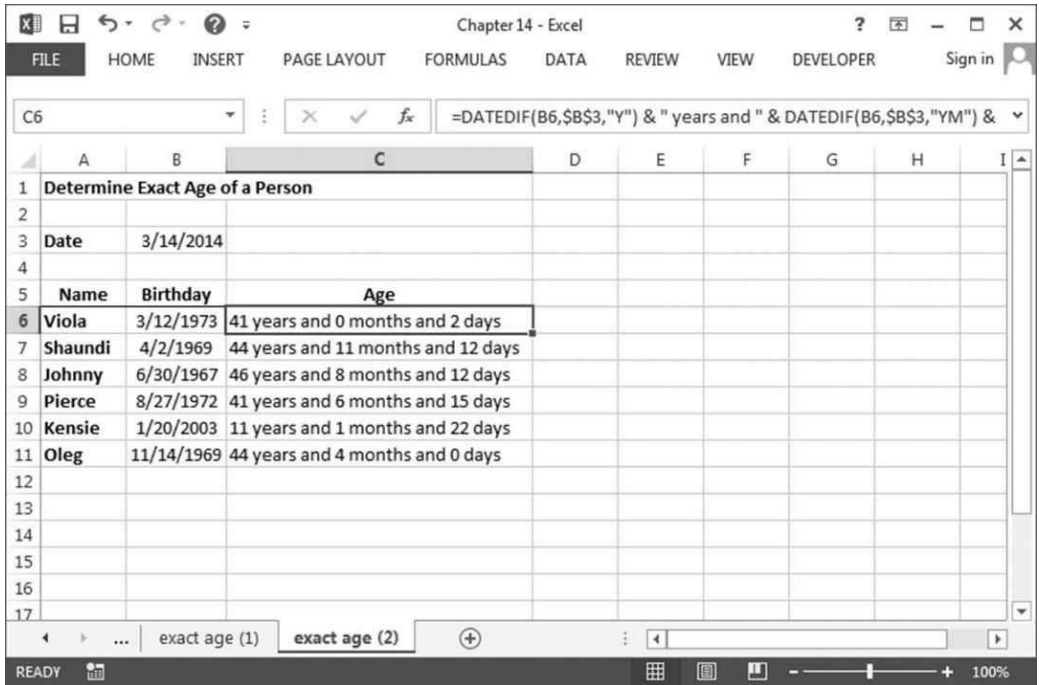 Chapter 14 - Excel
FILE HOME INSERT PAGE LAYOUT FORMULAS DATA REVIEW VIEW DEVELOPER Sign in
C6 fx =DATEDIF(B6,$B$3,"Y") & " years and " & DATEDIF(B6,$B$3,"YM") &
A B C D E F G H I
1 Determine Exact Age of a Person
2
3 Date 3/14/2014
4
5 Name Birthday Age
6 Viola 3/12/1973 41 years and 0 months and 2 days
7 Shaundi 4/2/1969 44 years and 11 months and 12 days
8 Johnny 6/30/1967 46 years and 8 months and 12 days
9 Pierce 8/27/1972 41 years and 6 months and 15 days
10 Kensie 1/20/2003 11 years and 1 months and 22 days
11 Oleg 11/14/1969 44 years and 4 months and 0 days
12
13
14
15
16
17
... exact age (1) exact age (2)
READY 100%